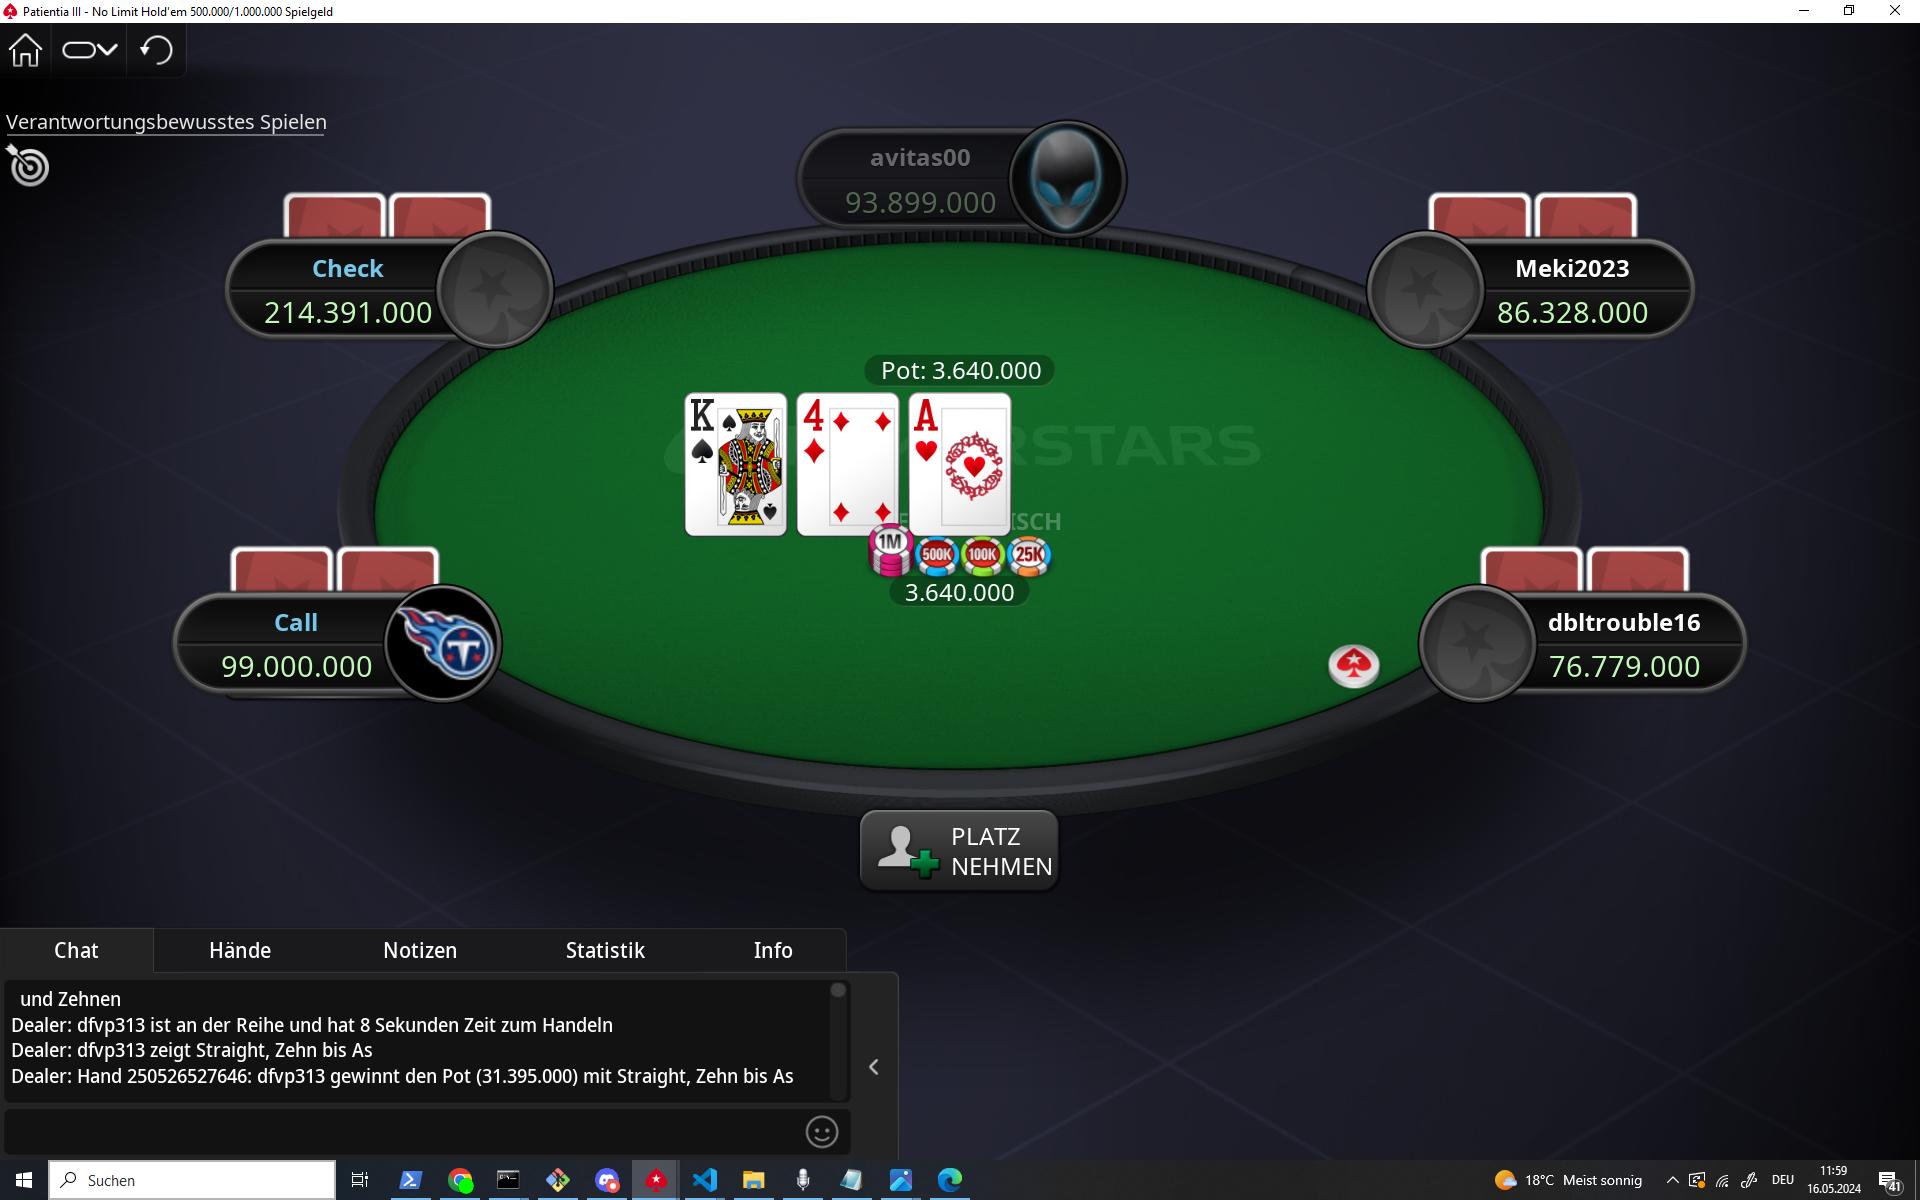 Patientia III - No Limit Hold'em 500.000/1.000.000 Spielgeld
Verantwortungsbewusstes Spielen
avitas00
93.899.000
Check
214.391.000
Meki2023
86.328.000
Pot: 3.640.000
K
4
A
RSTARS
ISCH
1M
500K
100K
25K
3.640.000
Call
99.000.000
T
dbltrouble16
76.779.000
PLATZ
NEHMEN
Chat Hände Notizen Statistik Info
und Zehnen
Dealer: dfvp313 ist an der Reihe und hat 8 Sekunden Zeit zum Handeln
Dealer: dfvp313 zeigt Straight, Zehn bis As
Dealer: Hand 250526527646: dfvp313 gewinnt den Pot (31.395.000) mit Straight, Zehn bis As
Suchen
18°C Meist sonnig
DEU
11:59
16.05.2024
41